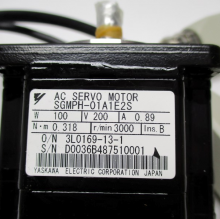 AC SERVO MOTOR
SGMPH-01A1E2S
W 100 V 200 A 0.89
N·m 0.318 r/min 3000 Ins. B
O/N 3L0169-13-1
S/N D0036B487510001
YASKAWA ELECTRIC CORPORATION JAPAN